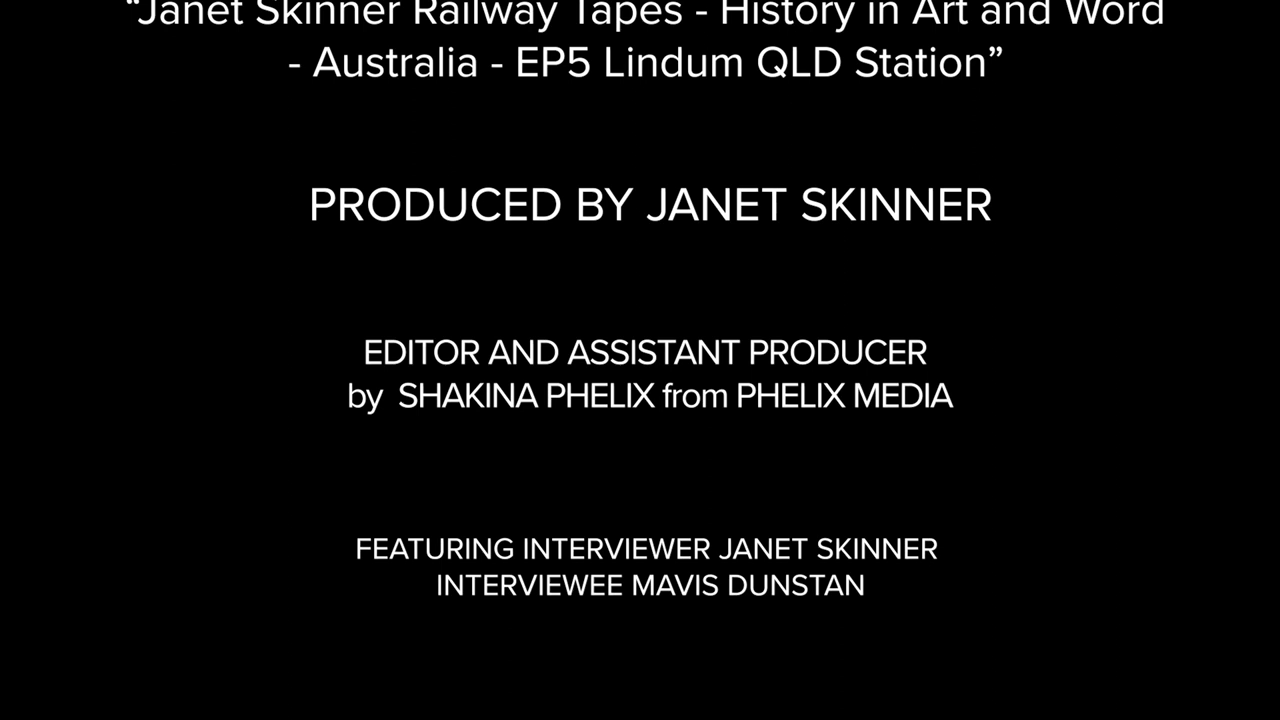 “Janet Skinner Railway Tapes - History in Art and Word
- Australia - EP5 Lindum QLD Station”
PRODUCED BY JANET SKINNER
EDITOR AND ASSISTANT PRODUCER
by SHAKINA PHELIX from PHELIX MEDIA
FEATURING INTERVIEWER JANET SKINNER
INTERVIEWEE MAVIS DUNSTAN